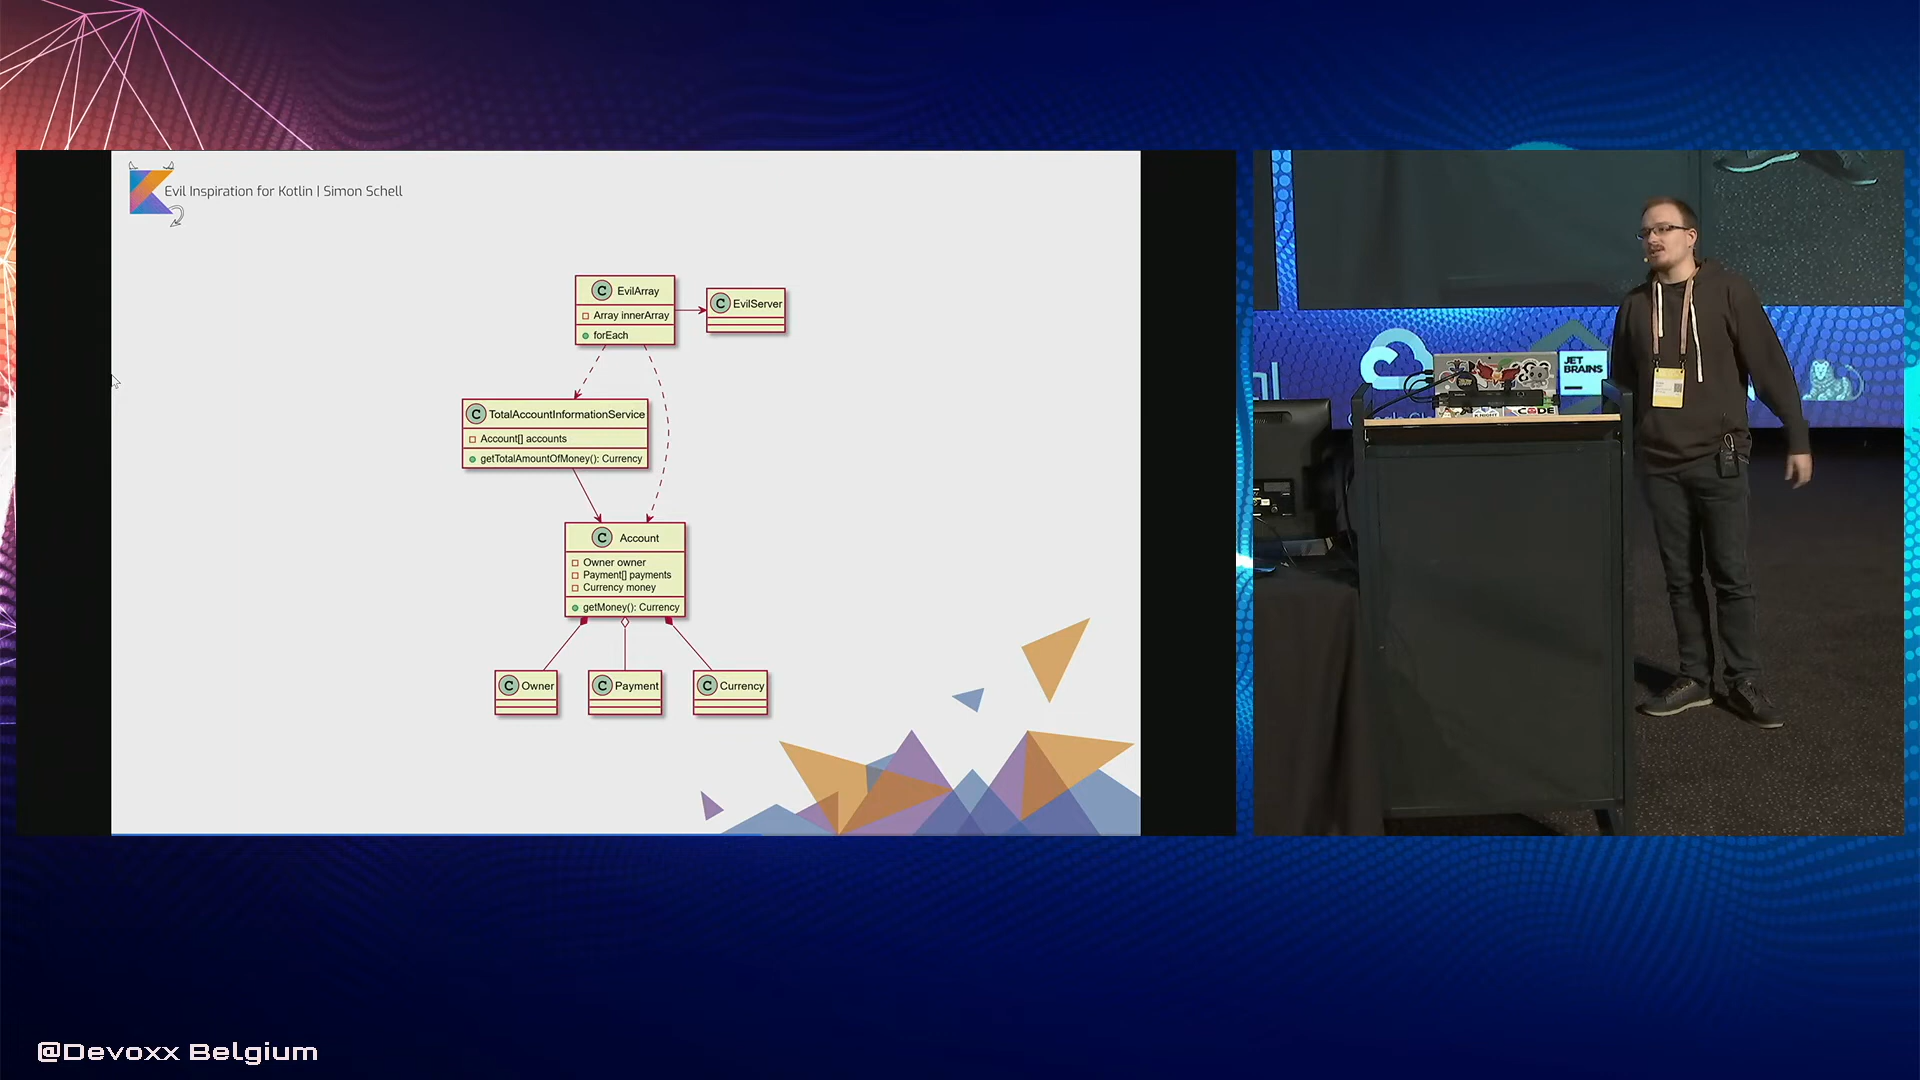 Evil Inspiration for Kotlin | Simon Schell
C EvilArray
Array innerArray
forEach
C EvilServer
C TotalAccountInformationService
Account[] accounts
getTotalAmountOfMoney(): Currency
C Account
Owner owner
Payment[] payments
Currency money
getMoney(): Currency
C Owner
C Payment
C Currency
JET
BRAINS
CODE
@Devoxx Belgium